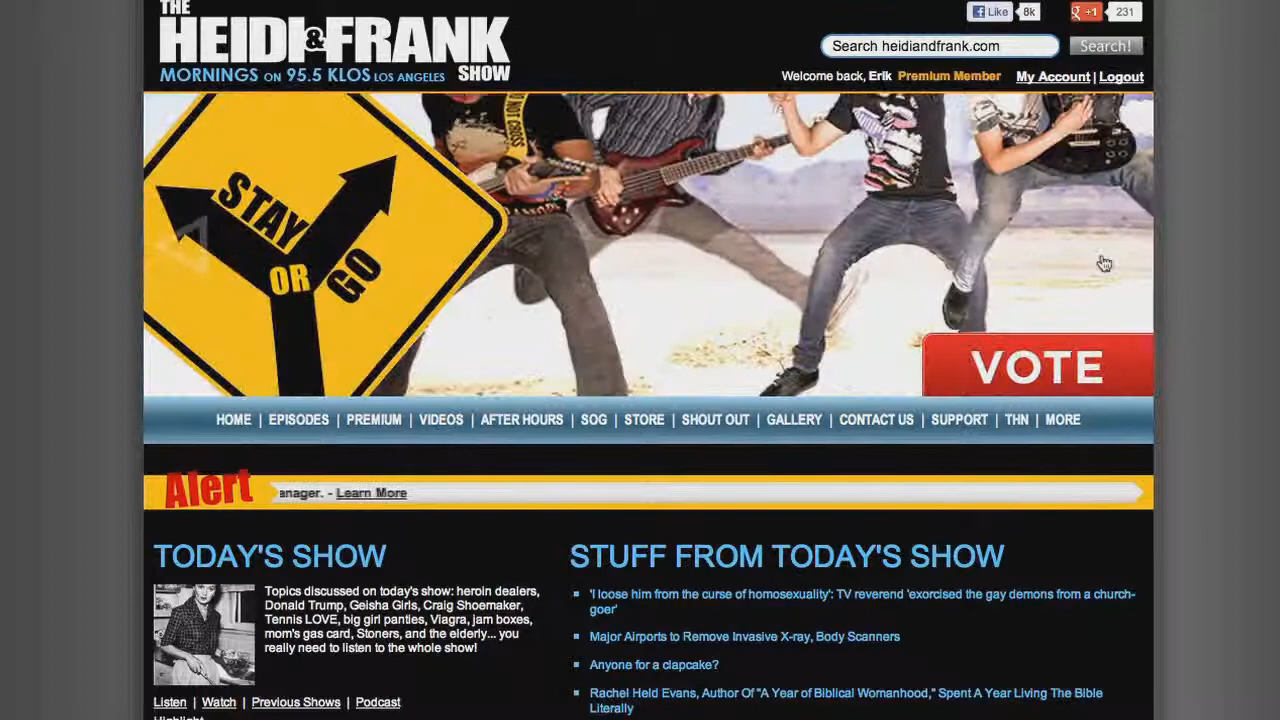 THE
HEIDI & FRANK
MORNINGS ON 95.5 KLOS LOS ANGELES SHOW
Like 8k
+1 231
Search heidiandfrank.com Search!
Welcome back, Erik Premium Member My Account | Logout
DO NOT CROSS
STAY
OR
GO
VOTE
HOME | EPISODES | PREMIUM | VIDEOS | AFTER HOURS | SOG | STORE | SHOUT OUT | GALLERY | CONTACT US | SUPPORT | THN | MORE
Alert
anager. - Learn More
TODAY'S SHOW
Topics discussed on today's show: heroin dealers,
Donald Trump, Geisha Girls, Craig Shoemaker,
Tennis LOVE, big girl panties, Viagra, jam boxes,
mom's gas card, Stoners, and the elderly... you
really need to listen to the whole show!
Listen | Watch | Previous Shows | Podcast
Highlight
STUFF FROM TODAY'S SHOW
'I loose him from the curse of homosexuality': TV reverend 'exorcised the gay demons from a church-
goer'
Major Airports to Remove Invasive X-ray, Body Scanners
Anyone for a clapcake?
Rachel Held Evans, Author Of "A Year of Biblical Womanhood," Spent A Year Living The Bible
Literally